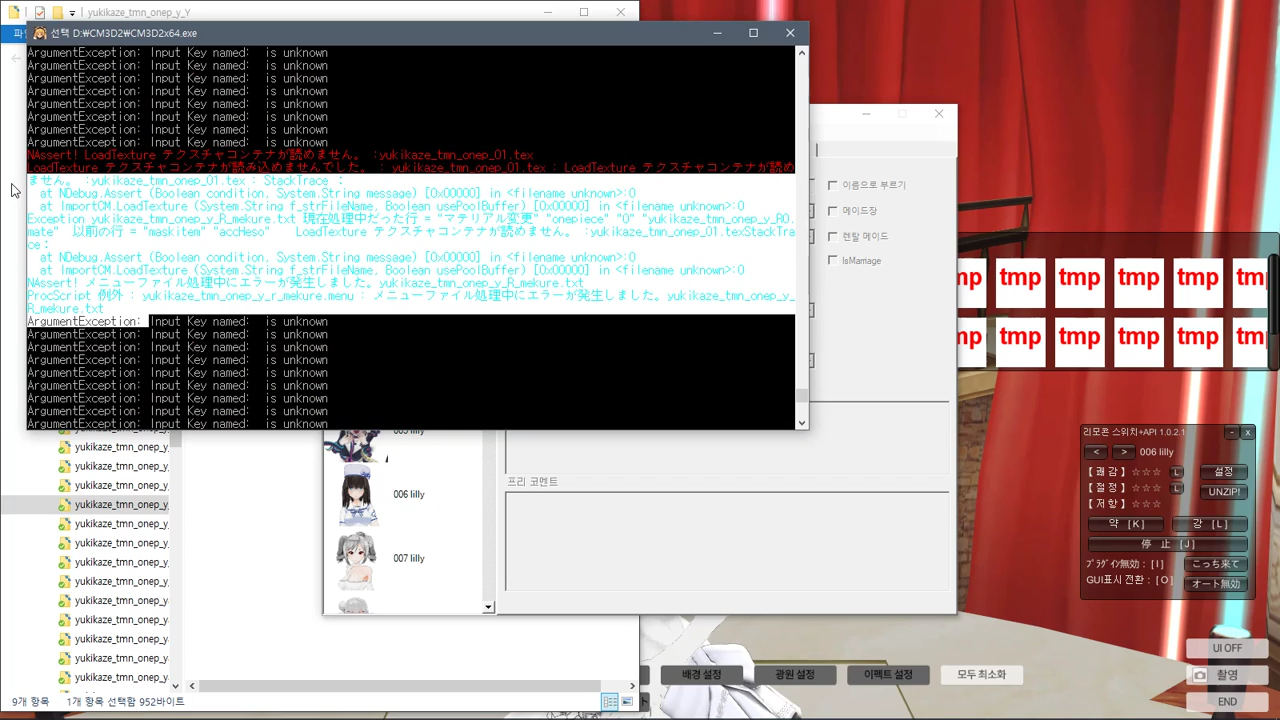 yukikaze_tmn_onep_y_Y
선택 D:\CM3D2\CM3D2x64.exe
ArgumentException: Input Key named:  is unknown
ArgumentException: Input Key named:  is unknown
ArgumentException: Input Key named:  is unknown
ArgumentException: Input Key named:  is unknown
ArgumentException: Input Key named:  is unknown
ArgumentException: Input Key named:  is unknown
ArgumentException: Input Key named:  is unknown
ArgumentException: Input Key named:  is unknown
NAssert! LoadTexture テクスチャコンテナが読めません。 :yukikaze_tmn_onep_01.tex
LoadTexture テクスチャコンテナが読み込めませんでした。 : yukikaze_tmn_onep_01.tex : LoadTexture テクスチャコンテナが読め
ません。 :yukikaze_tmn_onep_01.tex : StackTrace :
at NDebug.Assert (Boolean condition, System.String message) [0x00000] in <filename unknown>:0
at ImportCM.LoadTexture (System.String f_strFileName, Boolean usePoolBuffer) [0x00000] in <filename unknown>:0
Exception yukikaze_tmn_onep_y_R_mekure.txt 現在処理中だった行 = "マテリアル変更" "onepiece" "0" "yukikaze_tmn_onep_y_R0.
mate"  以前の行 = "maskitem" "accHeso"    LoadTexture テクスチャコンテナが読めません。 :yukikaze_tmn_onep_01.texStackTra
ce:
at NDebug.Assert (Boolean condition, System.String message) [0x00000] in <filename unknown>:0
at ImportCM.LoadTexture (System.String f_strFileName, Boolean usePoolBuffer) [0x00000] in <filename unknown>:0
NAssert! メニューファイル処理中にエラーが発生しました。yukikaze_tmn_onep_y_R_mekure.txt
ProcScript 例外 : yukikaze_tmn_onep_y_r_mekure.menu : メニューファイル処理中にエラーが発生しました。yukikaze_tmn_onep_y_
R_mekure.txt
ArgumentException: Input Key named:  is unknown
ArgumentException: Input Key named:  is unknown
ArgumentException: Input Key named:  is unknown
ArgumentException: Input Key named:  is unknown
ArgumentException: Input Key named:  is unknown
ArgumentException: Input Key named:  is unknown
ArgumentException: Input Key named:  is unknown
ArgumentException: Input Key named:  is unknown
ArgumentException: Input Key named:  is unknown
이름으로 부르기
메이드장
렌탈 메이드
IsMarriage
tmp tmp tmp tmp
tmp tmp tmp tmp
리모콘 스위치+API 1.0.2.1 - x
< > 006 lilly
【쾌감】☆☆☆ L 설정
【절정】☆☆☆ L UNZIP!
【저항】☆☆☆
약 [K] 강 [L]
停 止 [J]
プラグイン無効 : [I] こっち来て
GUI표시 전환 : [O] オート無効
006 lilly
007 lilly
프리 코멘트
yukikaze_tmn_onep_y_
yukikaze_tmn_onep_y_
yukikaze_tmn_onep_y_
yukikaze_tmn_onep_y_
yukikaze_tmn_onep_y_
yukikaze_tmn_onep_y_
yukikaze_tmn_onep_y_
yukikaze_tmn_onep_y_
yukikaze_tmn_onep_y_
yukikaze_tmn_onep_y_
yukikaze_tmn_onep_y_
yukikaze_tmn_onep_y_
yukikaze_tmn_onep_y_
9개 항목 1개 항목 선택함 952바이트
배경 설정 광원 설정 이펙트 설정 모두 최소화
UI OFF
촬영
END